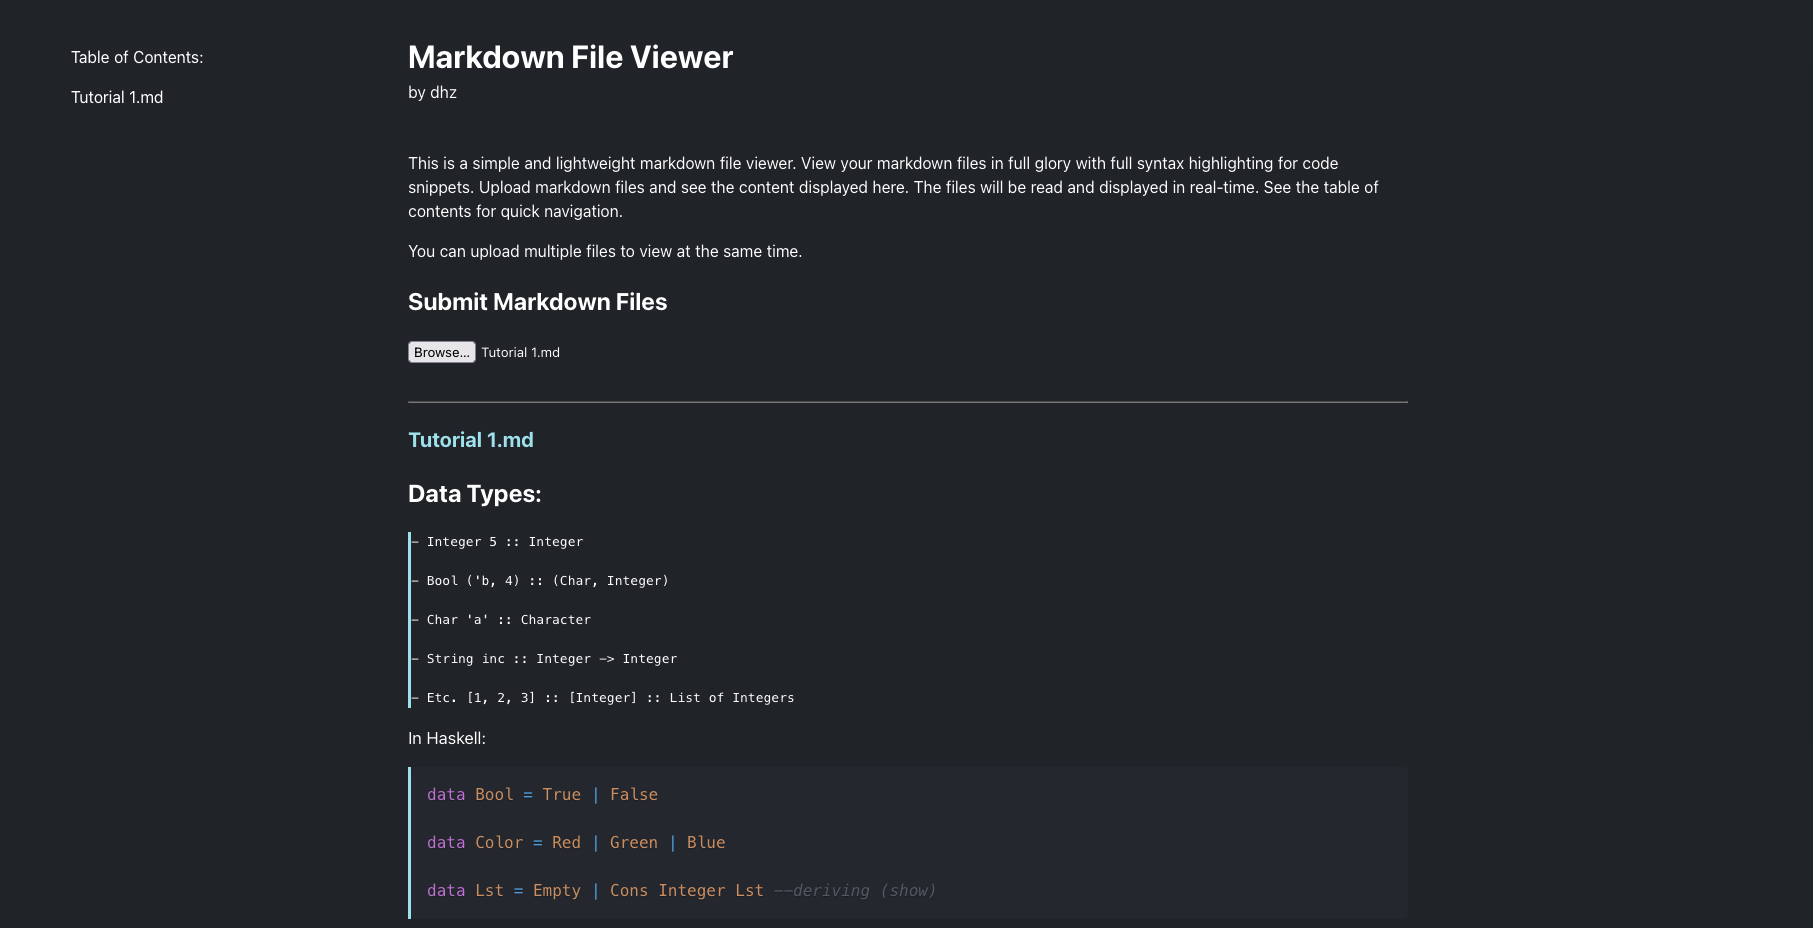 Table of Contents:
Tutorial 1.md
Markdown File Viewer
by dhz
This is a simple and lightweight markdown file viewer. View your markdown files in full glory with full syntax highlighting for code
snippets. Upload markdown files and see the content displayed here. The files will be read and displayed in real-time. See the table of
contents for quick navigation.
You can upload multiple files to view at the same time.
Submit Markdown Files
Browse... Tutorial 1.md
Tutorial 1.md
Data Types:
- Integer 5 :: Integer
- Bool ('b, 4) :: (Char, Integer)
- Char 'a' :: Character
- String inc :: Integer -> Integer
- Etc. [1, 2, 3] :: [Integer] :: List of Integers
In Haskell:
data Bool = True | False
data Color = Red | Green | Blue
data Lst = Empty | Cons Integer Lst --deriving (show)